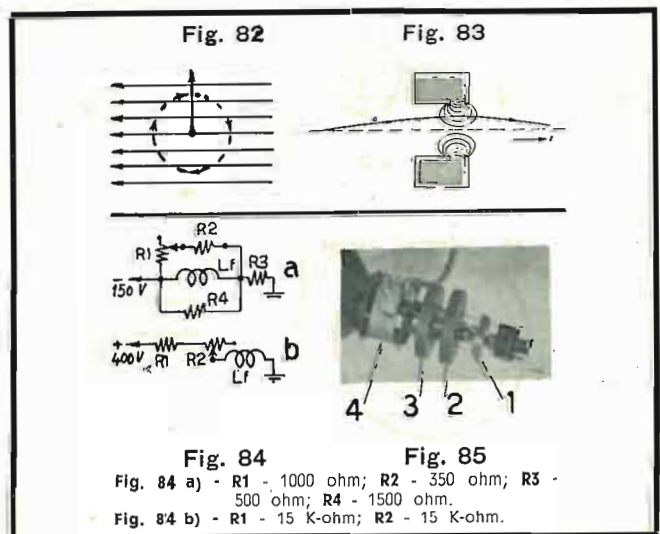 Fig. 82
Fig. 83
R2
R1
Lf
R3
a
150 V
R4
+
400V
R1
R2
b
Lf
4 3 2 1
Fig. 84
Fig. 85
Fig. 84 a) - R1 - 1000 ohm; R2 - 350 ohm; R3 -
500 ohm; R4 - 1500 ohm.
Fig. 84 b) - R1 - 15 K-ohm; R2 - 15 K-ohm.